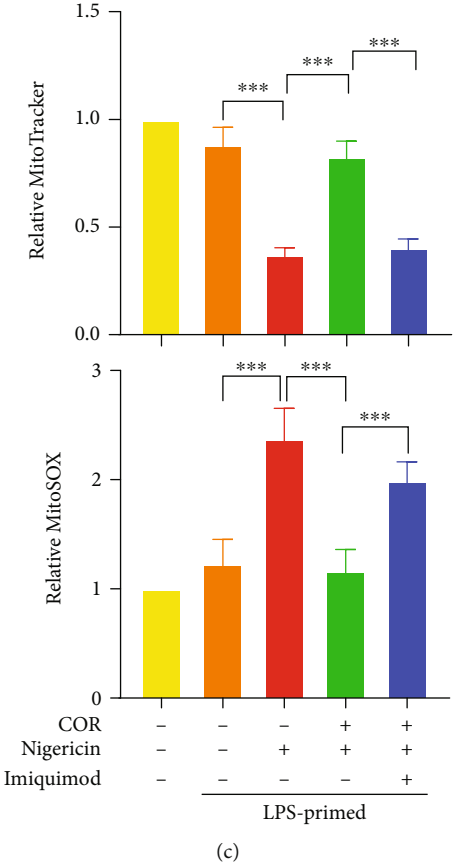 Relative MitoTracker
1.5
1.0
0.5
0.0
*** *** ***
Relative MitoSOX
3
2
1
0
*** *** ***
COR – – – + +
Nigericin – – + + +
Imiquimod – – – – +
LPS-primed
(c)